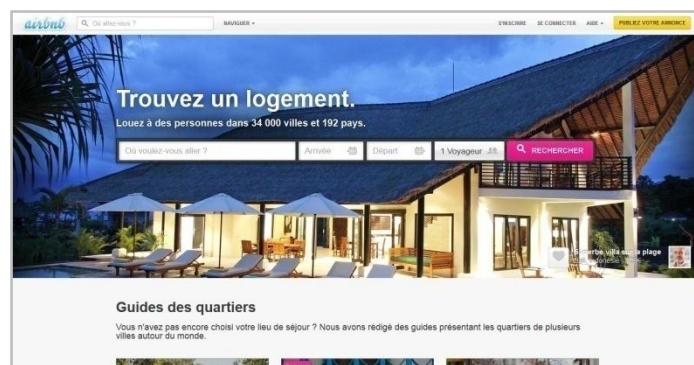 airbnb
Où allez-vous ?
NAVIGUER
S'INSCRIRE
SE CONNECTER
AIDE
PUBLIEZ VOTRE ANNONCE
Trouvez un logement.
Louez à des personnes dans 34 000 villes et 192 pays.
Où voulez-vous aller ?
Arrivée
Départ
1 Voyageur
RECHERCHER
Superbe villa sur la plage
Indonésie
Guides des quartiers
Vous n'avez pas encore choisi votre lieu de séjour ? Nous avons rédigé des guides présentant les quartiers de plusieurs
villes autour du monde.